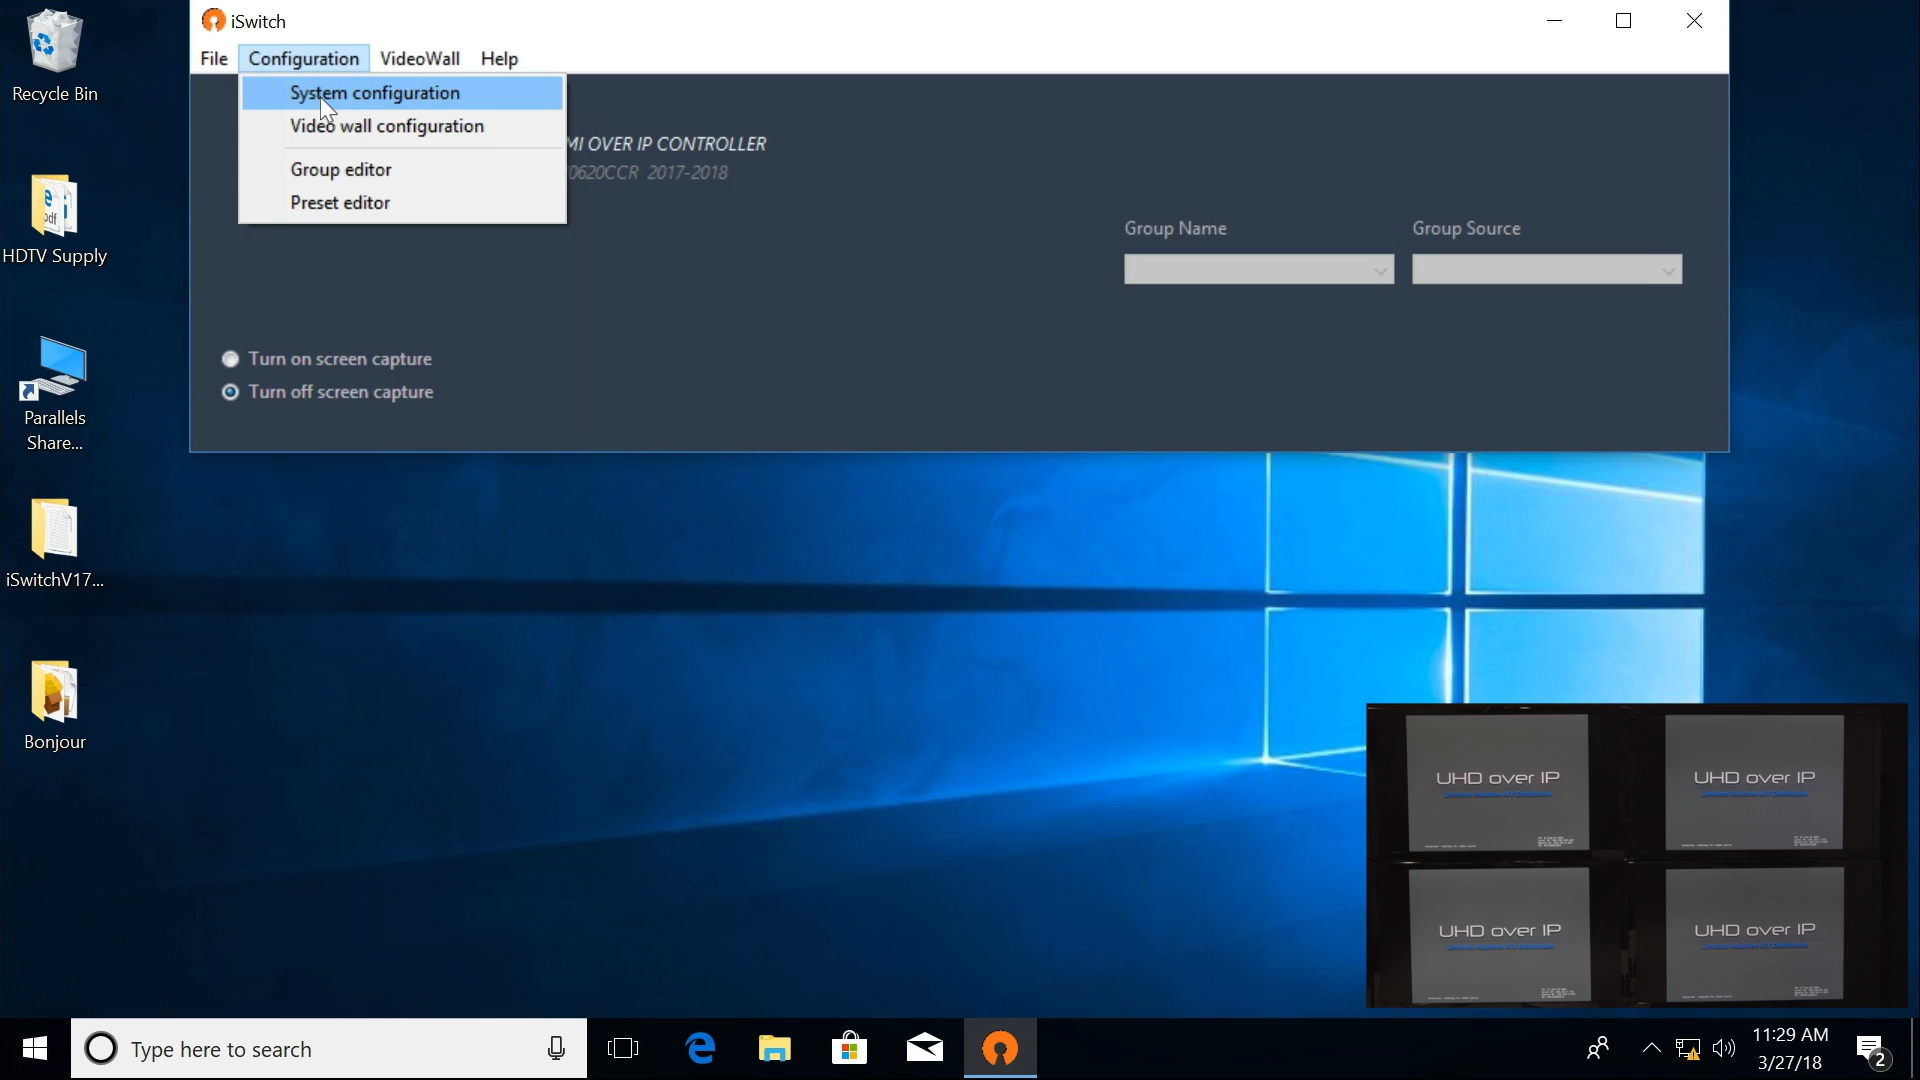 iSwitch
File Configuration VideoWall Help
System configuration
Video wall configuration
Group editor
Preset editor
MI OVER IP CONTROLLER
0620CCR 2017-2018
Group Name
Group Source
Turn on screen capture
Turn off screen capture
Recycle Bin
HDTV Supply
Parallels
Share...
iSwitchV17...
Bonjour
UHD over IP
UHD over IP
UHD over IP
UHD over IP
Type here to search
11:29 AM
3/27/18
2